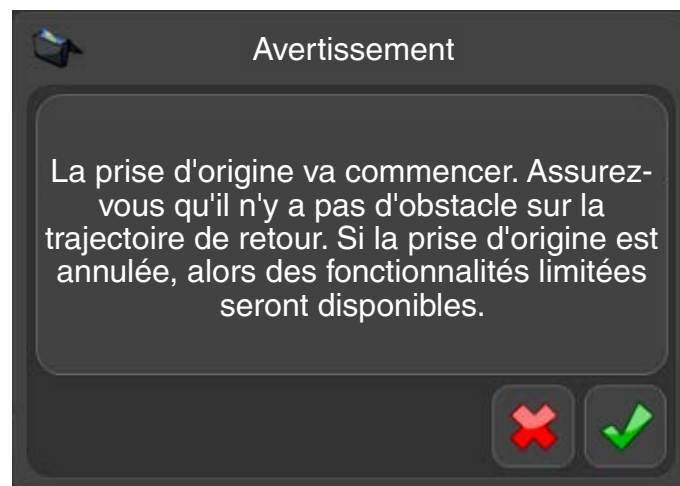 Avertissement
La prise d'origine va commencer. Assurez-
vous qu'il n'y a pas d'obstacle sur la
trajectoire de retour. Si la prise d'origine est
annulée, alors des fonctionnalités limitées
seront disponibles.